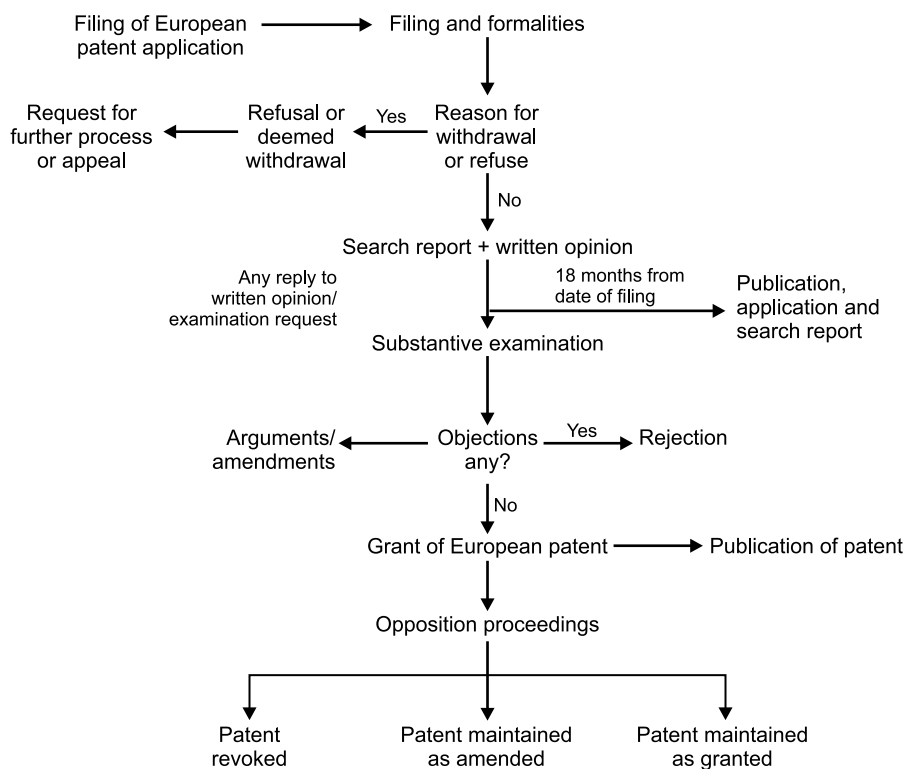 Filing of European
patent application
Filing and formalities
Request for
further process
or appeal
Refusal or
deemed
withdrawal
Yes
Reason for
withdrawal
or refuse
No
Search report + written opinion
Any reply to
written opinion/
examination request
18 months from
date of filing
Publication,
application and
search report
Substantive examination
Arguments/
amendments
Objections
any?
Yes
Rejection
No
Grant of European patent
Publication of patent
Opposition proceedings
Patent
revoked
Patent maintained
as amended
Patent maintained
as granted